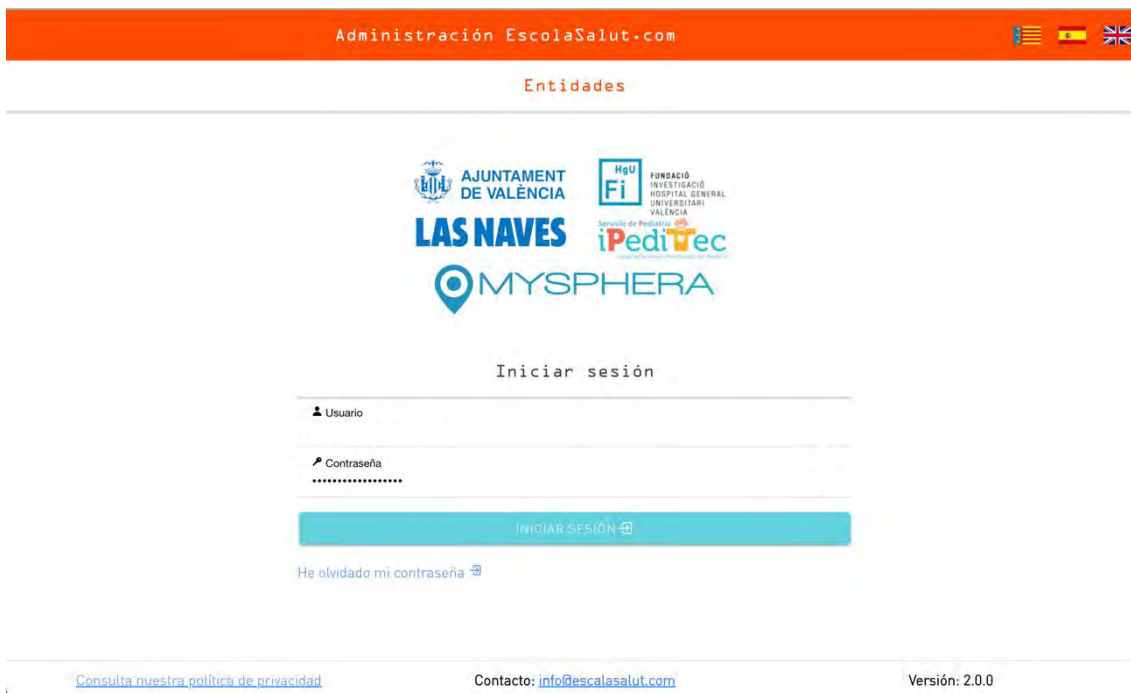 Administración EscolaSalut.com
Entidades
AJUNTAMENT
DE VALÈNCIA
HgU
Fi
FUNDACIÓ
INVESTIGACIÓ
HOSPITAL GENERAL
UNIVERSITARI
VALÈNCIA
LAS NAVES
Servicio de Pediatría
iPediTec
MYSPHERA
Iniciar sesión
Usuario
Contraseña
••••••••••••••••••
INICIAR SESIÓN
He olvidado mi contraseña
Consulta nuestra política de privacidad Contacto: info@escalasalut.com Versión: 2.0.0